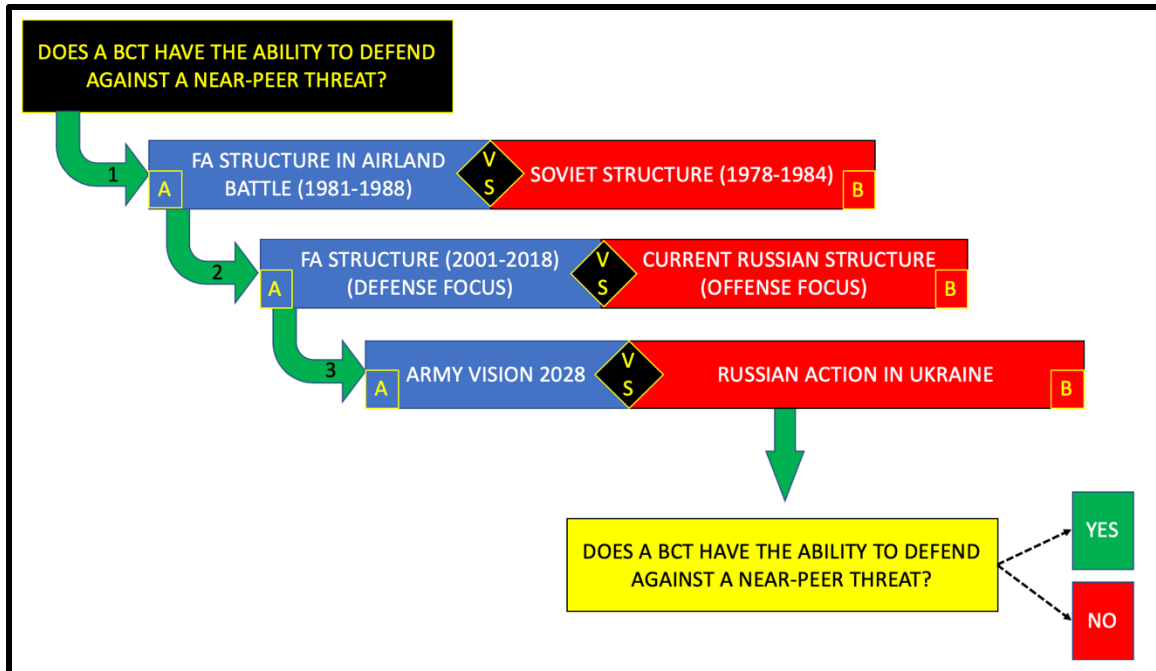 DOES A BCT HAVE THE ABILITY TO DEFEND
AGAINST A NEAR-PEER THREAT?
1
A
FA STRUCTURE IN AIRLAND
BATTLE (1981-1988)
V
S
SOVIET STRUCTURE (1978-1984)
B
2
A
FA STRUCTURE (2001-2018)
(DEFENSE FOCUS)
V
S
CURRENT RUSSIAN STRUCTURE
(OFFENSE FOCUS)
B
3
A
ARMY VISION 2028
V
S
RUSSIAN ACTION IN UKRAINE
B
DOES A BCT HAVE THE ABILITY TO DEFEND
AGAINST A NEAR-PEER THREAT?
YES
NO